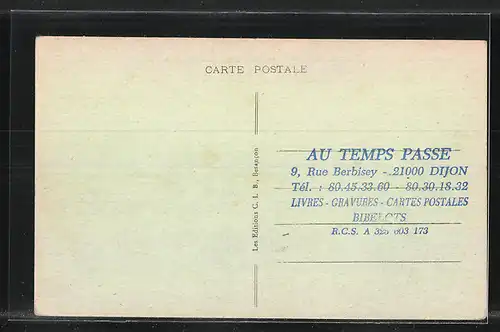 CARTE POSTALE
Les Editions C. L. B., Besançon
AU TEMPS PASSE
9, Rue Berbisey - 21000 DIJON
Tél. : 80.45.33.60 - 80.30.18.32
LIVRES - GRAVURES - CARTES POSTALES
BIBELOTS
R.C.S. A 325 603 173